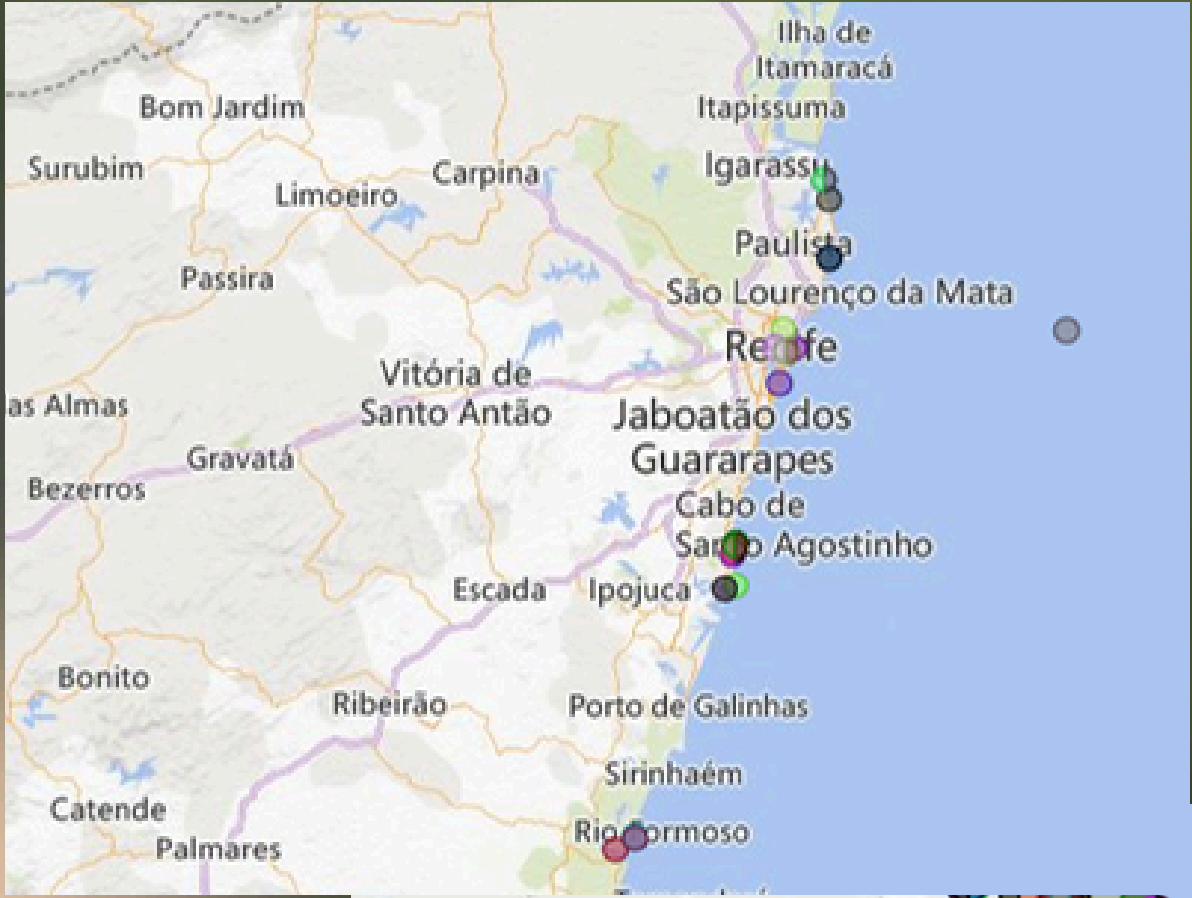 Ilha de
Itamaracá
Bom Jardim
Itapissuma
Surubim
Carpina
Igarassu
Limoeiro
Paulista
Passira
São Lourenço da Mata
Recife
Vitória de
Santo Antão
as Almas
Jaboatão dos
Guararapes
Gravatá
Bezerros
Cabo de
Santo Agostinho
Escada
Ipojuca
Bonito
Ribeirão
Porto de Galinhas
Sirinhaém
Catende
Rio Formoso
Palmares